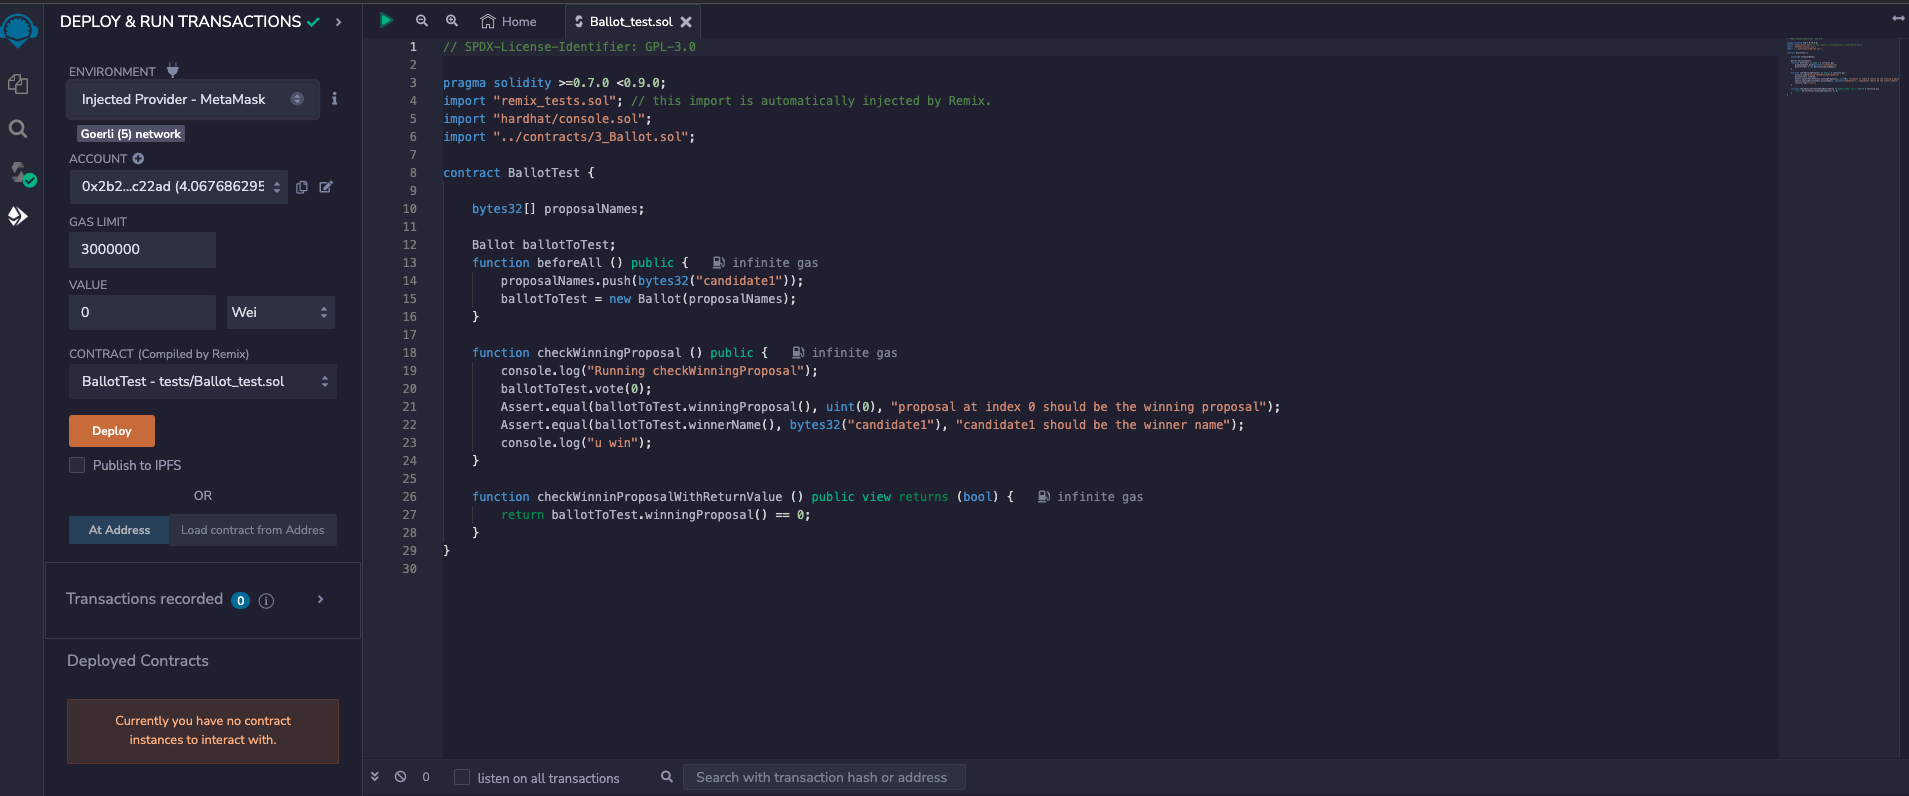 DEPLOY & RUN TRANSACTIONS
ENVIRONMENT
Injected Provider - MetaMask
Goerli (5) network
ACCOUNT
0x2b2...c22ad (4.067686295
GAS LIMIT
3000000
VALUE
0
Wei
CONTRACT (Compiled by Remix)
BallotTest - tests/Ballot_test.sol
Deploy
Publish to IPFS
OR
At Address
Load contract from Addres
Transactions recorded 0 i
Deployed Contracts
Currently you have no contract
instances to interact with.
Home
Ballot_test.sol
1 // SPDX-License-Identifier: GPL-3.0
2
3 pragma solidity >=0.7.0 <0.9.0;
4 import "remix_tests.sol"; // this import is automatically injected by Remix.
5 import "hardhat/console.sol";
6 import "../contracts/3_Ballot.sol";
7
8 contract BallotTest {
9
10 bytes32[] proposalNames;
11
12 Ballot ballotToTest;
13 function beforeAll () public { infinite gas
14 proposalNames.push(bytes32("candidate1"));
15 ballotToTest = new Ballot(proposalNames);
16 }
17
18 function checkWinningProposal () public { infinite gas
19 console.log("Running checkWinningProposal");
20 ballotToTest.vote(0);
21 Assert.equal(ballotToTest.winningProposal(), uint(0), "proposal at index 0 should be the winning proposal");
22 Assert.equal(ballotToTest.winnerName(), bytes32("candidate1"), "candidate1 should be the winner name");
23 console.log("u win");
24 }
25
26 function checkWinninProposalWithReturnValue () public view returns (bool) { infinite gas
27 return ballotToTest.winningProposal() == 0;
28 }
29 }
30
0
listen on all transactions
Search with transaction hash or address